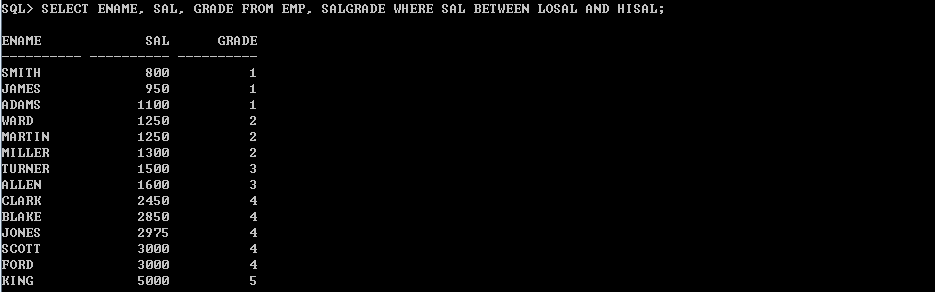 SQL> SELECT ENAME, SAL, GRADE FROM EMP, SALGRADE WHERE SAL BETWEEN LOSAL AND HISAL;
ENAME             SAL      GRADE
---------- ---------- ----------
SMITH             800          1
JAMES             950          1
ADAMS            1100          1
WARD             1250          2
MARTIN           1250          2
MILLER           1300          2
TURNER           1500          3
ALLEN            1600          3
CLARK            2450          4
BLAKE            2850          4
JONES            2975          4
SCOTT            3000          4
FORD             3000          4
KING             5000          5